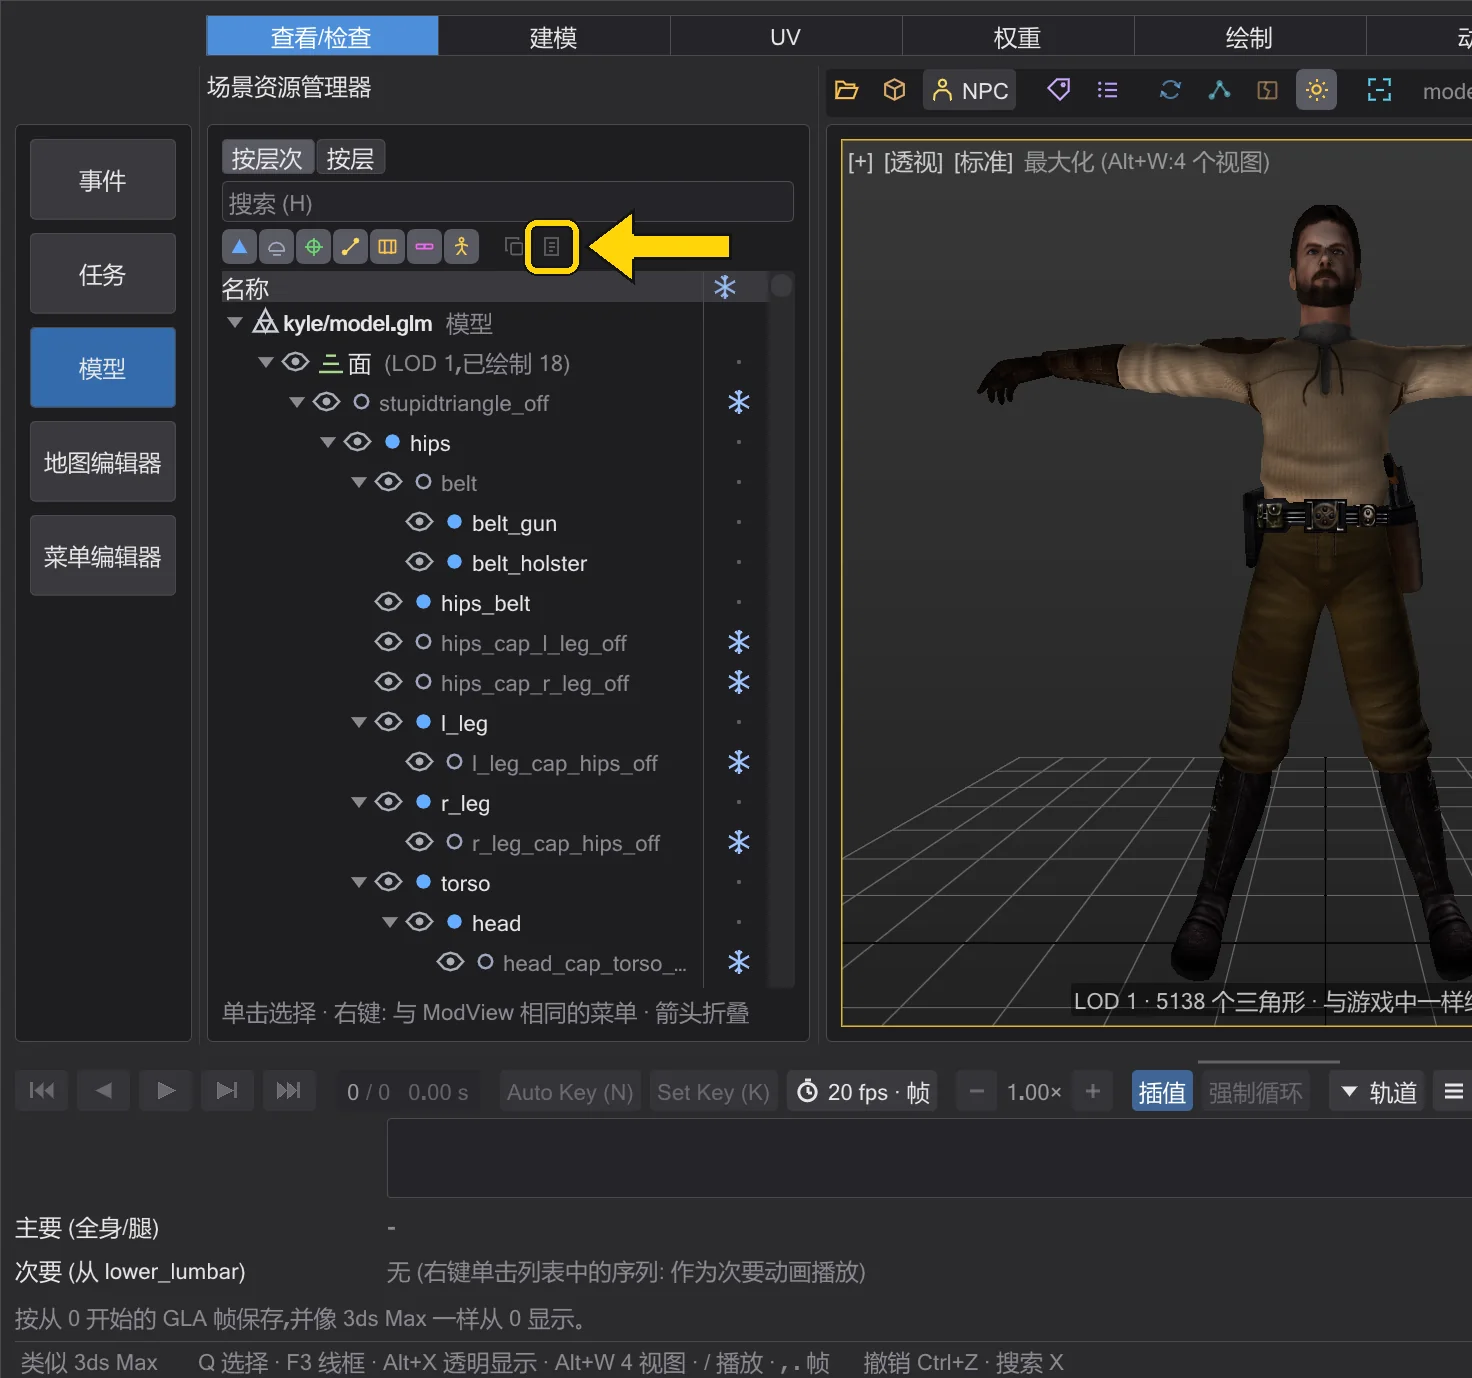 查看/检查
建模
UV
权重
绘制
场景资源管理器
NPC
事件
任务
模型
地图编辑器
菜单编辑器
按层次
按层
搜索 (H)
名称
kyle/model.glm 模型
面 (LOD 1,已绘制 18)
stupidtriangle_off
hips
belt
belt_gun
belt_holster
hips_belt
hips_cap_l_leg_off
hips_cap_r_leg_off
l_leg
l_leg_cap_hips_off
r_leg
r_leg_cap_hips_off
torso
head
head_cap_torso_...
单击选择 · 右键: 与 ModView 相同的菜单 · 箭头折叠
[+] [透视] [标准] 最大化 (Alt+W:4 个视图)
LOD 1 · 5138 个三角形 · 与游戏中一样
0 / 0 0.00 s
Auto Key (N)
Set Key (K)
20 fps · 帧
− 1.00× +
插值
强制循环
轨道
主要 (全身/腿) -
次要 (从 lower_lumbar) 无 (右键单击列表中的序列: 作为次要动画播放)
按从 0 开始的 GLA 帧保存,并像 3ds Max 一样从 0 显示。
类似 3ds Max Q 选择 · F3 线框 · Alt+X 透明显示 · Alt+W 4 视图 · / 播放 · , . 帧 撤销 Ctrl+Z · 搜索 X